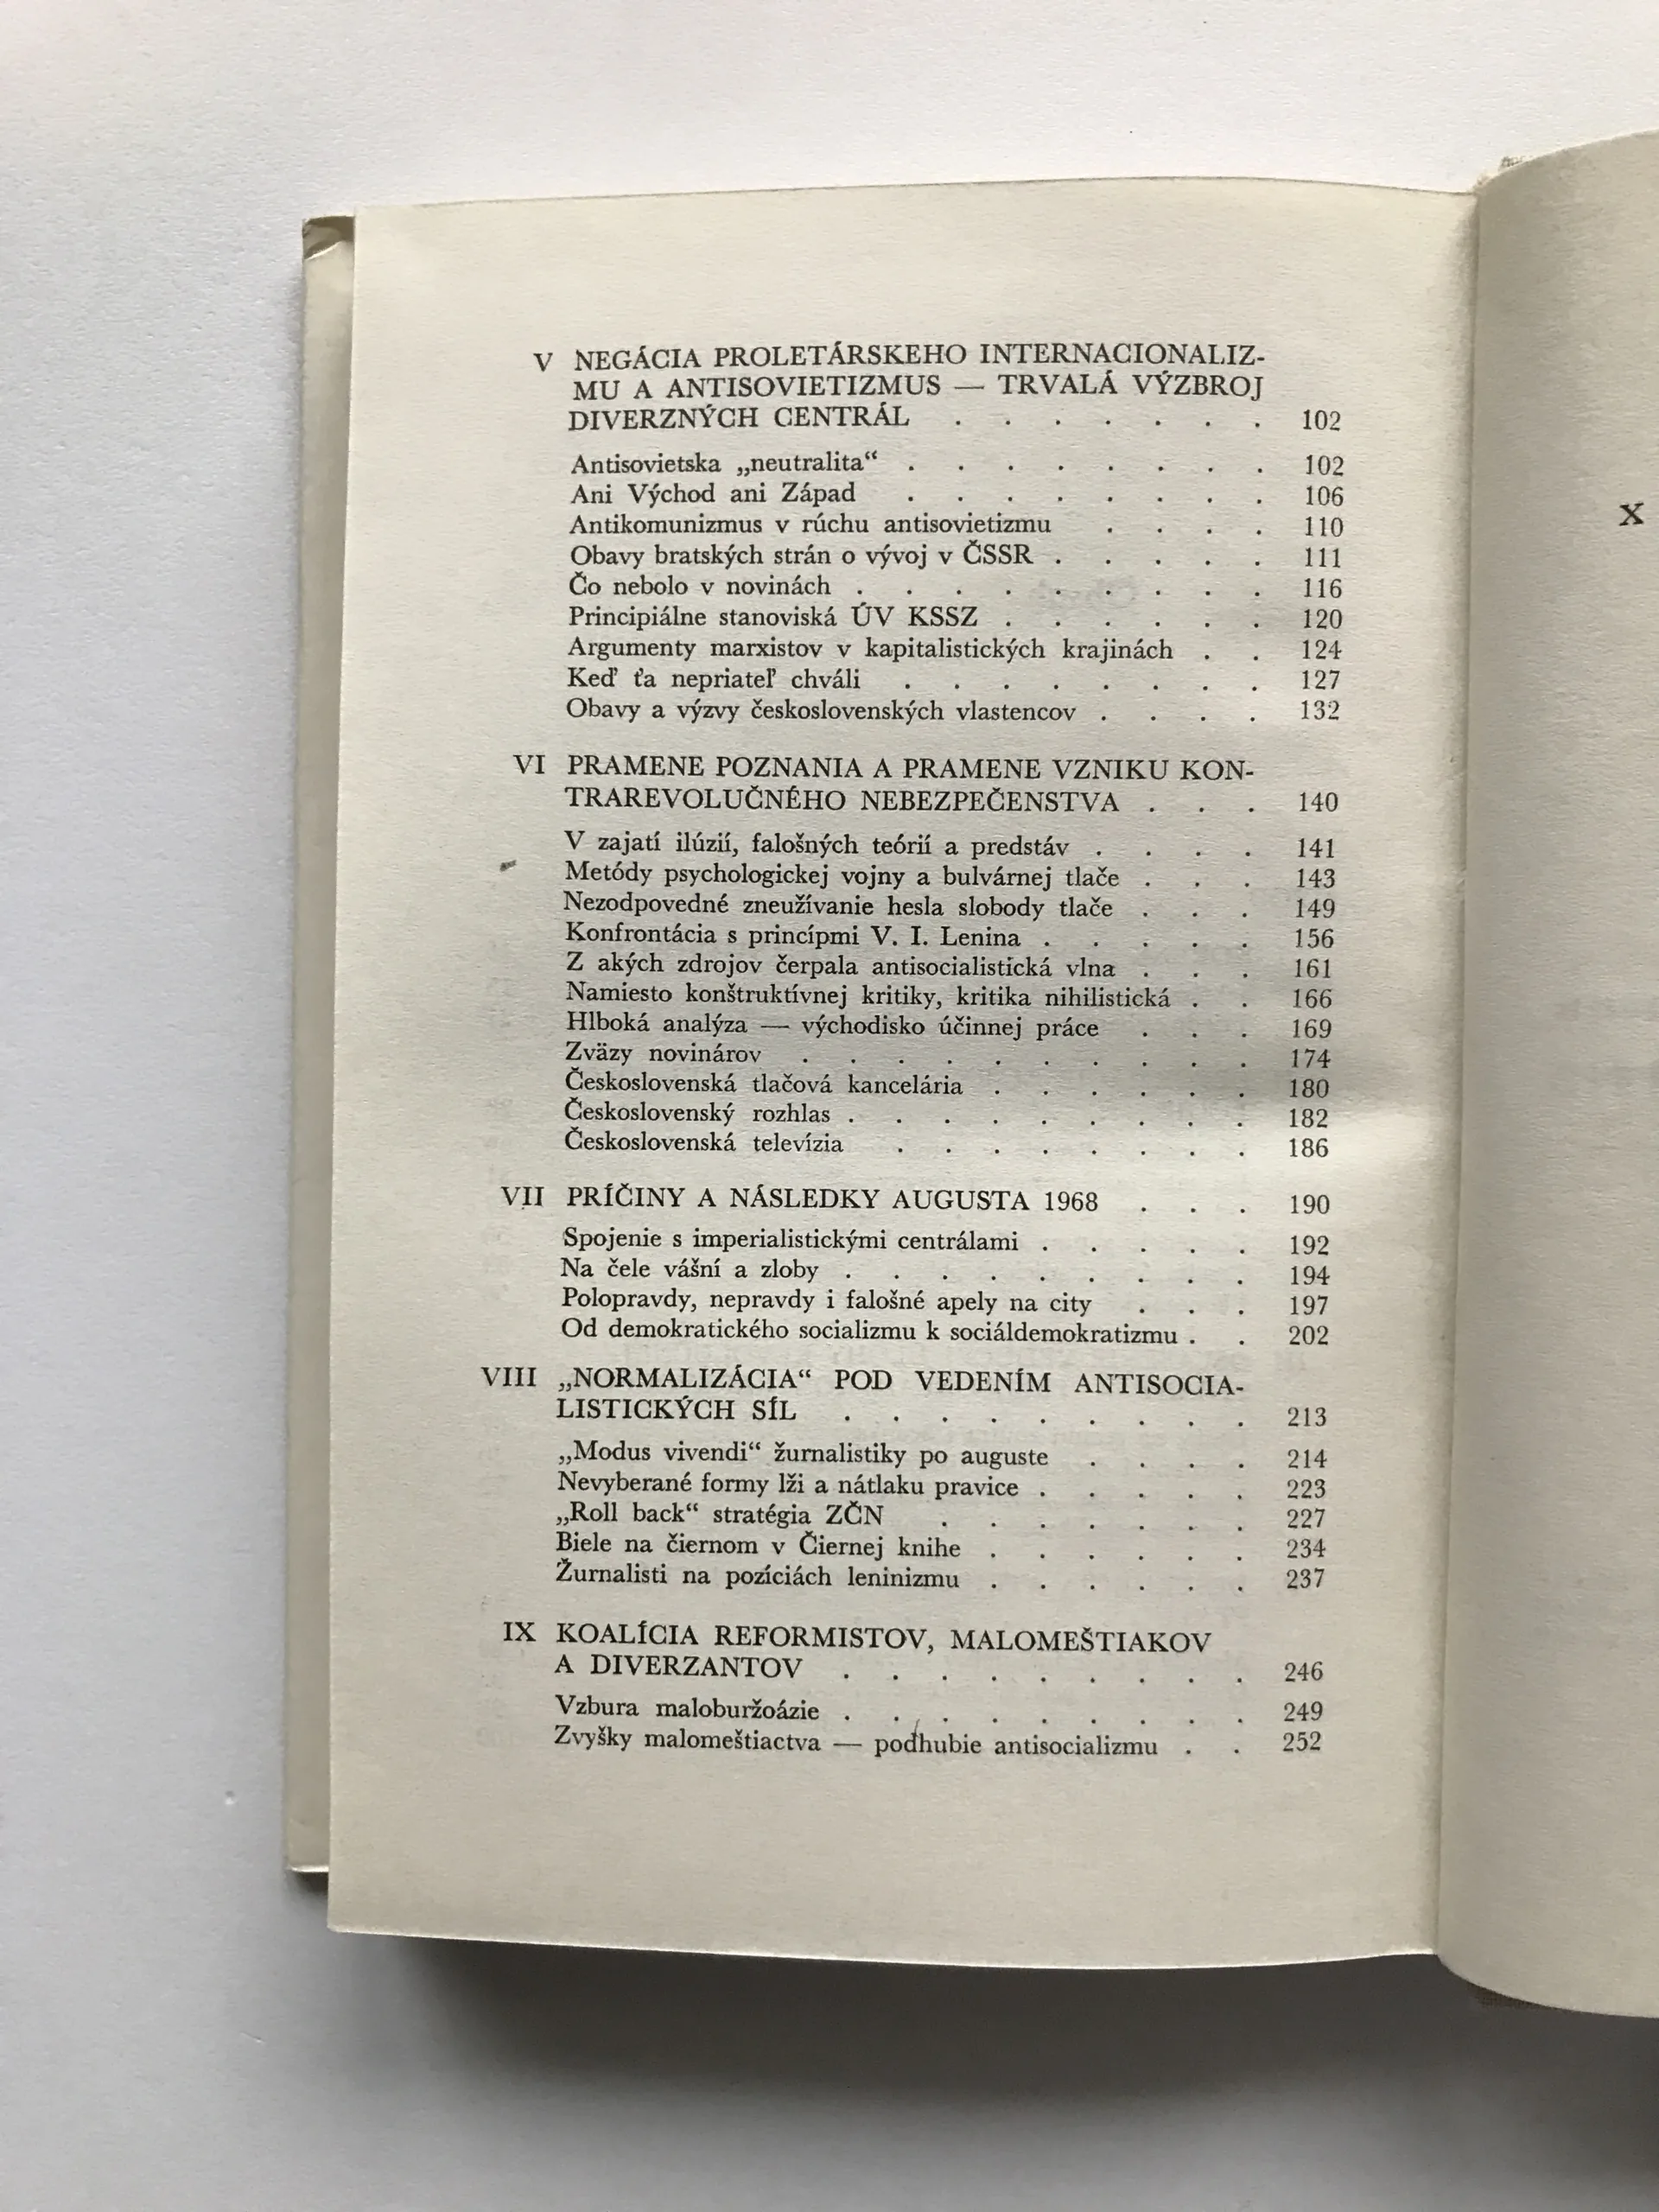 V NEGÁCIA PROLETÁRSKEHO INTERNACIONALIZ-
MU A ANTISOVIETIZMUS — TRVALÁ VÝZBROJ
DIVERZNÝCH CENTRÁL . . . . . . . 102
Antisovietska „neutralita“ . . . . . . . . 102
Ani Východ ani Západ . . . . . . . . 106
Antikomunizmus v rúchu antisovietizmu . . . . 110
Obavy bratských strán o vývoj v ČSSR . . . . . 111
Čo nebolo v novinách . . . . . . . . . 116
Principiálne stanoviská ÚV KSSZ . . . . . . 120
Argumenty marxistov v kapitalistických krajinách . . 124
Keď ťa nepriateľ chváli . . . . . . . . 127
Obavy a výzvy československých vlastencov . . . . 132
VI PRAMENE POZNANIA A PRAMENE VZNIKU KON-
TRAREVOLUČNÉHO NEBEZPEČENSTVA . . . 140
V zajatí ilúzií, falošných teórií a predstáv . . . . 141
Metódy psychologickej vojny a bulvárnej tlače . . . 143
Nezodpovedné zneužívanie hesla slobody tlače . . . 149
Konfrontácia s princípmi V. I. Lenina . . . . . 156
Z akých zdrojov čerpala antisocialistická vlna . . . 161
Namiesto konštruktívnej kritiky, kritika nihilistická . . 166
Hlboká analýza — východisko účinnej práce . . . 169
Zväzy novinárov . . . . . . . . . . 174
Československá tlačová kancelária . . . . . . 180
Československý rozhlas . . . . . . . . . 182
Československá televízia . . . . . . . . 186
VII PRÍČINY A NÁSLEDKY AUGUSTA 1968 . . . 190
Spojenie s imperialistickými centrálami . . . . . 192
Na čele vášní a zloby . . . . . . . . . 194
Polopravdy, nepravdy i falošné apely na city . . . 197
Od demokratického socializmu k sociáldemokratizmu . . 202
VIII „NORMALIZÁCIA“ POD VEDENÍM ANTISOCIA-
LISTICKÝCH SÍL . . . . . . . . . 213
„Modus vivendi“ žurnalistiky po auguste . . . . 214
Nevyberané formy lži a nátlaku pravice . . . . . 223
„Roll back“ stratégia ZČN . . . . . . . 227
Biele na čiernom v Čiernej knihe . . . . . . 234
Žurnalisti na pozíciách leninizmu . . . . . . 237
IX KOALÍCIA REFORMISTOV, MALOMEŠTIAKOV
A DIVERZANTOV . . . . . . . . . 246
Vzbura maloburžoázie . . . . . . . . . 249
Zvyšky malomeštiactva — podhubie antisocializmu . . 252
X